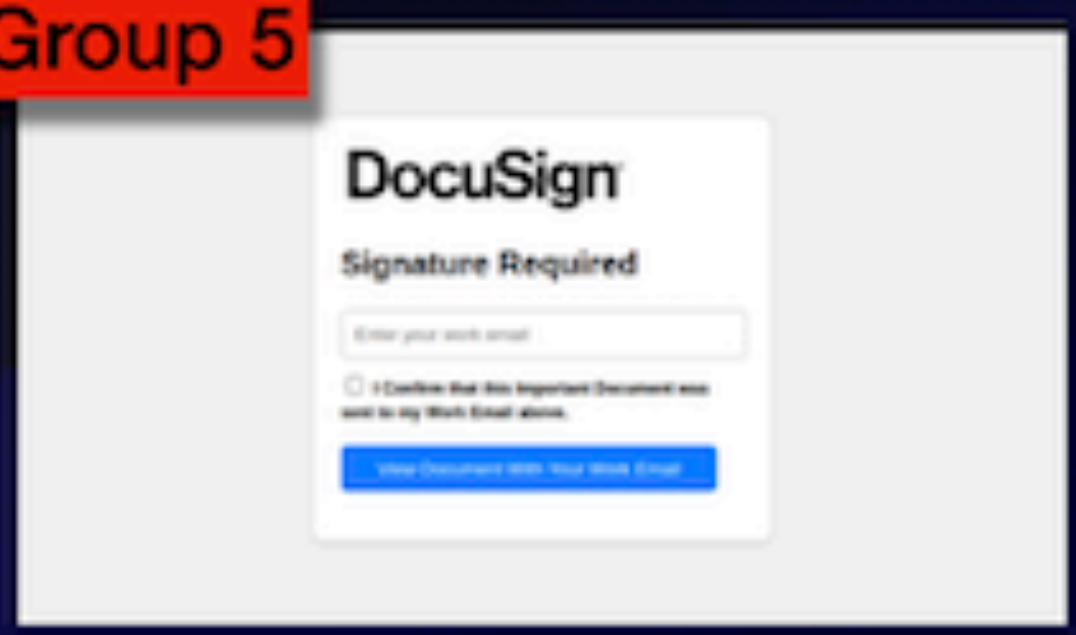 Group 5
DocuSign
Signature Required
Enter your work email
I Confirm that this Important Document was
sent to my Work Email above.
View Document With Your Work Email